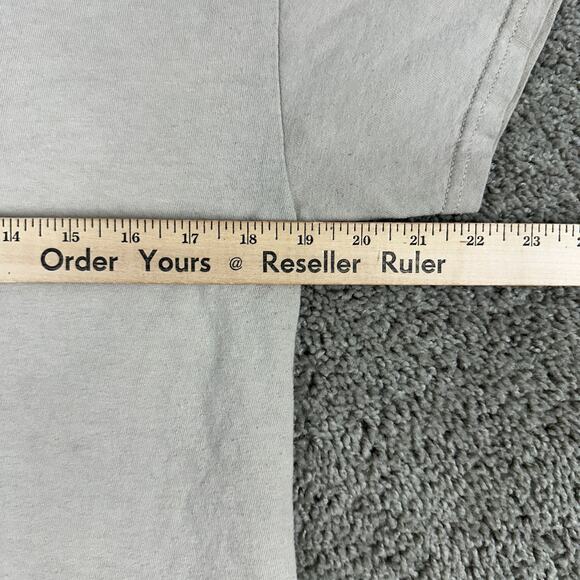 14 15 16 17 18 19 20 21 22 23
Order Yours @ Reseller Ruler